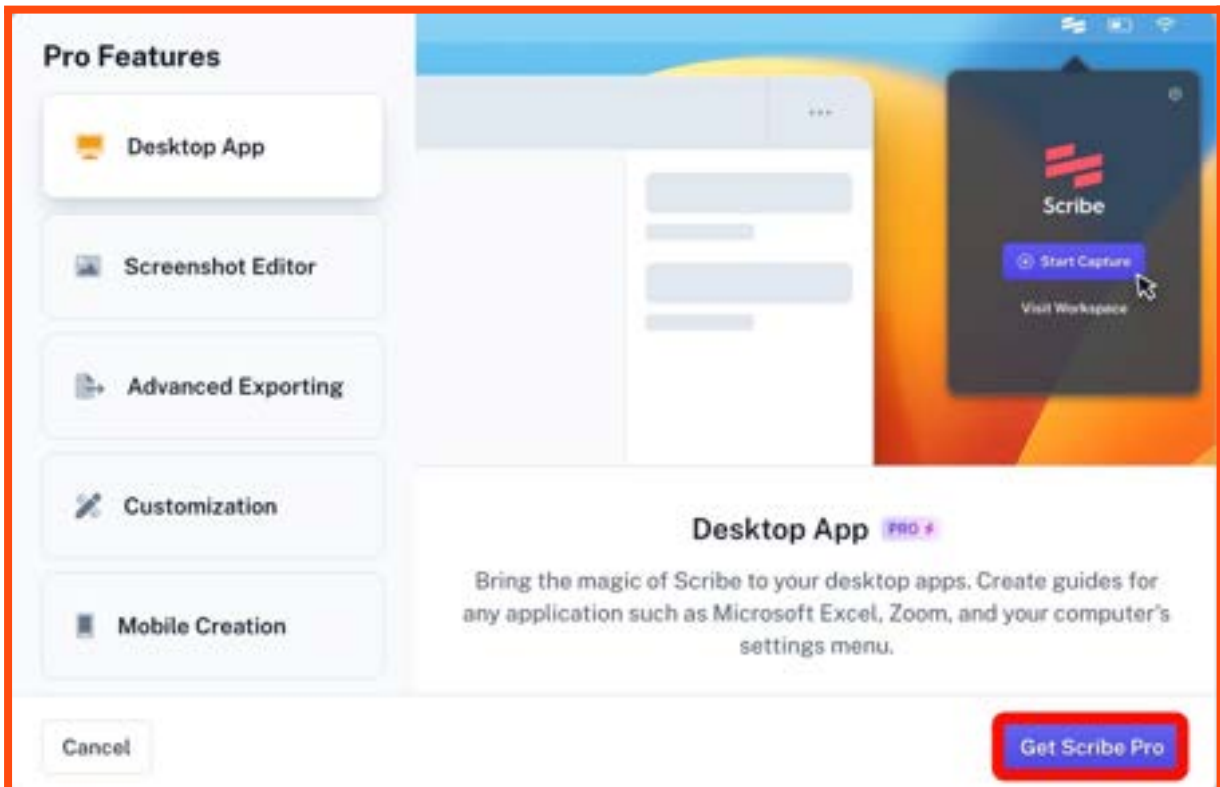 Pro Features
Desktop App
Screenshot Editor
Advanced Exporting
Customization
Mobile Creation
Scribe
Start Capture
Visit Workspace
Desktop App PRO
Bring the magic of Scribe to your desktop apps. Create guides for
any application such as Microsoft Excel, Zoom, and your computer's
settings menu.
Cancel
Get Scribe Pro